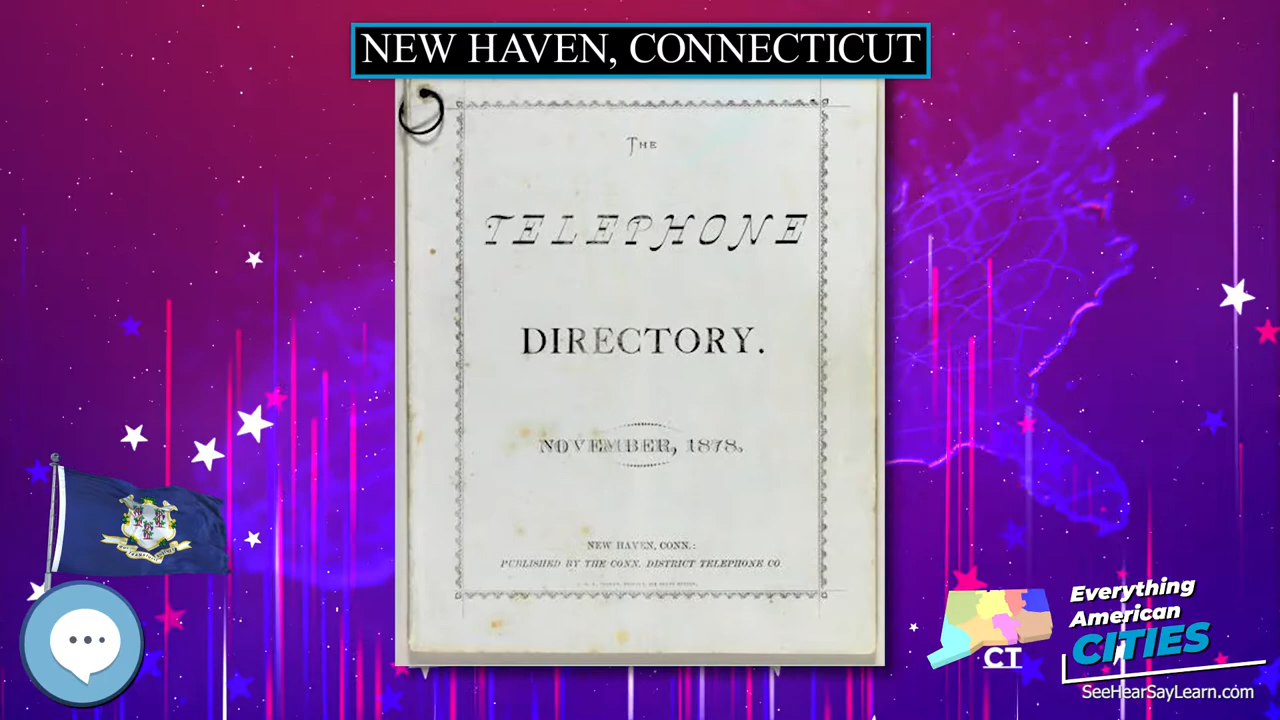 NEW HAVEN, CONNECTICUT
THE
TELEPHONE
DIRECTORY.
NOVEMBER, 1878.
NEW HAVEN, CONN.:
PUBLISHED BY THE CONN. DISTRICT TELEPHONE CO
CT
Everything
American
CITIES
SeeHearSayLearn.com